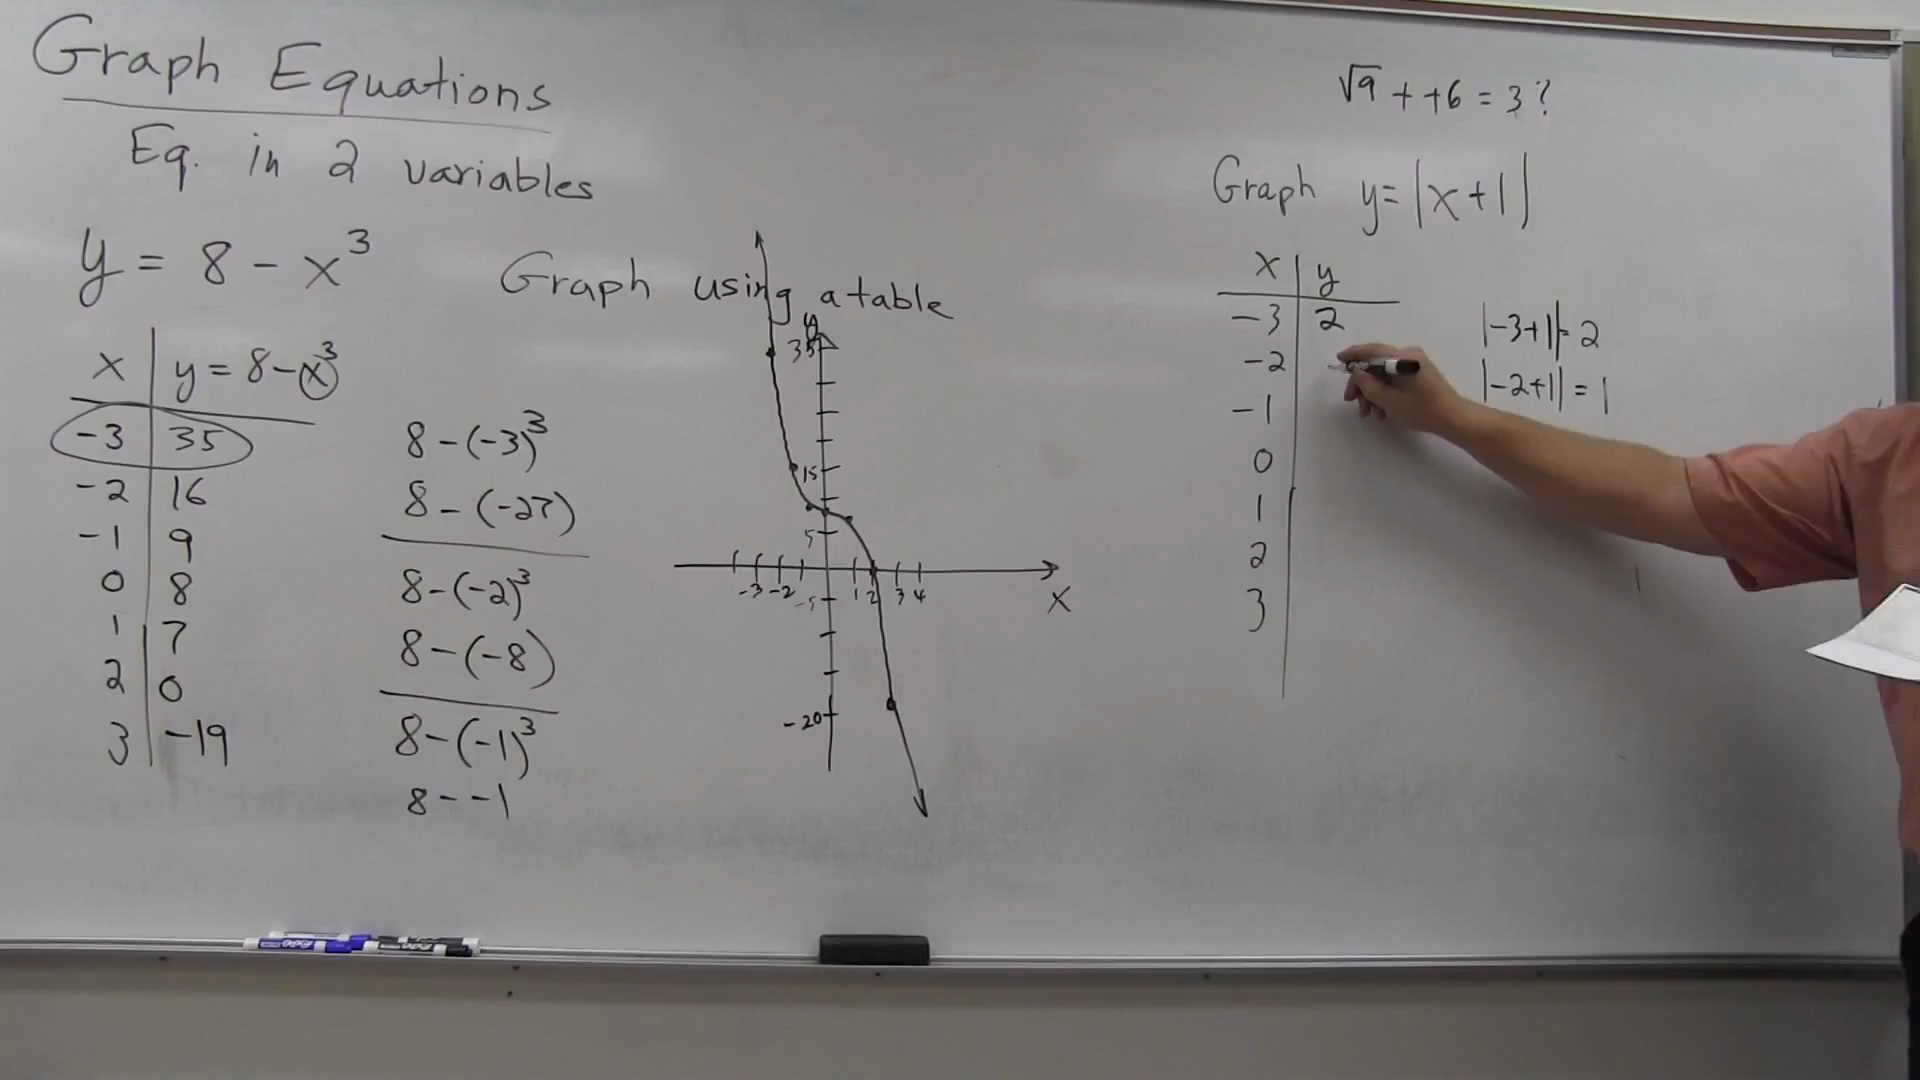 Graph Equations
Eq. in 2 variables
y = 8 - x³
Graph using a table
x | y = 8 - x³
-3 | 35
-2 | 16
-1 | 9
0 | 8
1 | 7
2 | 0
3 | -19
8 - (-3)³
8 - (-27)
8 - (-2)³
8 - (-8)
8 - (-1)³
8 - -1
y
35
15
5
-3 -2 -5 1 2 3 4
x
-20
√9 + +6 = 3?
Graph y = |x + 1|
x | y
-3 | 2
-2
-1
0
1
2
3
|-3+1| = 2
|-2+1| = 1